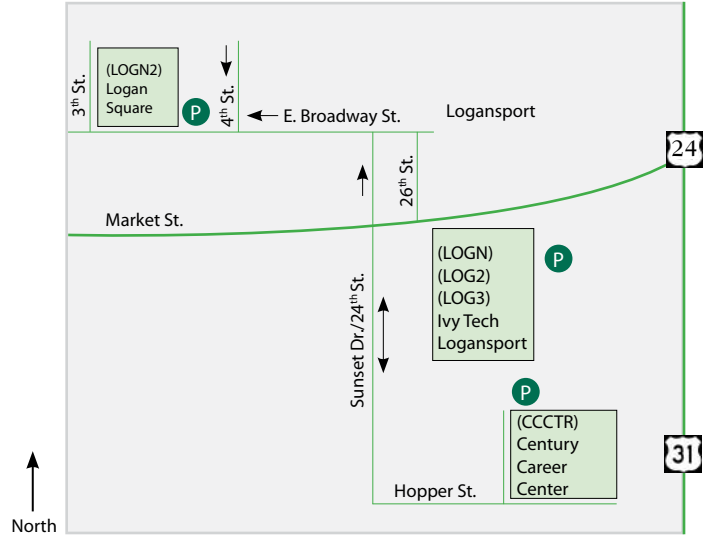 3th St.
(LOGN2)
Logan
Square
P
4th St.
E. Broadway St.
Logansport
24
26th St.
Market St.
Sunset Dr./24th St.
(LOGN)
(LOG2)
(LOG3)
Ivy Tech
Logansport
P
P
(CCCTR)
Century
Career
Center
31
Hopper St.
North